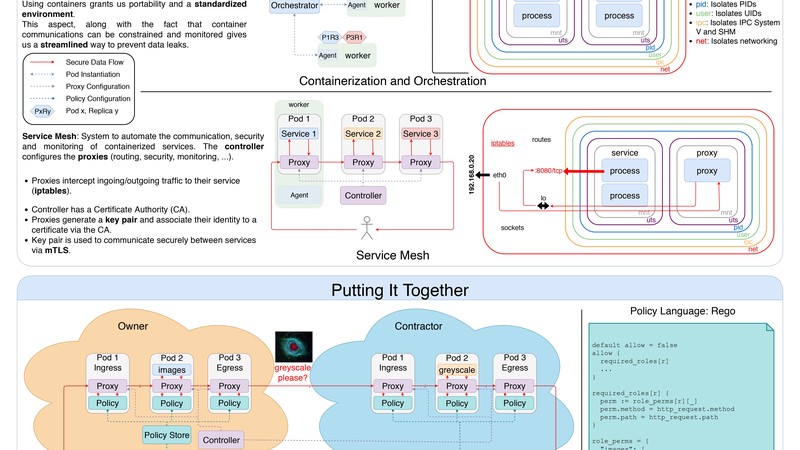 Using containers grants us portability and a standardized
environment.
This aspect, along with the fact that container
communications can be constrained and monitored gives
us a streamlined way to prevent data leaks.
Secure Data Flow
Pod Instantiation
Proxy Configuration
Policy Configuration
PxRy
Pod x, Replica y
Orchestrator
Agent
worker
P1R3
P3R1
Agent
worker
process
process
mnt
uts
pid
user
ipc
net
pid: Isolates PIDs
user: Isolates UIDs
ipc: Isolates IPC System
V and SHM
net: Isolates networking
Containerization and Orchestration
Service Mesh: System to automate the communication, security
and monitoring of containerized services. The controller
configures the proxies (routing, security, monitoring, ...).
Proxies intercept ingoing/outgoing traffic to their service
(iptables).
Controller has a Certificate Authority (CA).
Proxies generate a key pair and associate their identity to a
certificate via the CA.
Key pair is used to communicate securely between services
via mTLS.
worker
Pod 1
Pod 2
Pod 3
Service 1
Service 2
Service 3
Proxy
Proxy
Proxy
Agent
Controller
Service Mesh
192.168.0.20
iptables
routes
eth0
:8080/tcp
lo
sockets
service
process
process
mnt
uts
proxy
process
mnt
uts
pid
user
ipc
net
Putting It Together
Owner
Pod 1
Ingress
Pod 2
images
Pod 3
Egress
Proxy
Proxy
Proxy
Policy
Policy
Policy
Policy Store
Controller
greyscale
please?
Contractor
Pod 1
Ingress
Pod 2
greyscale
Pod 3
Egress
Proxy
Proxy
Proxy
Policy
Policy
Policy
Policy Language: Rego
default allow = false
allow {
required_roles[r]
...
}
required_roles[r] {
perm := role_perms[r][_]
perm.method = http_request.method
perm.path = http_request.path
}
role_perms = {
"images": {